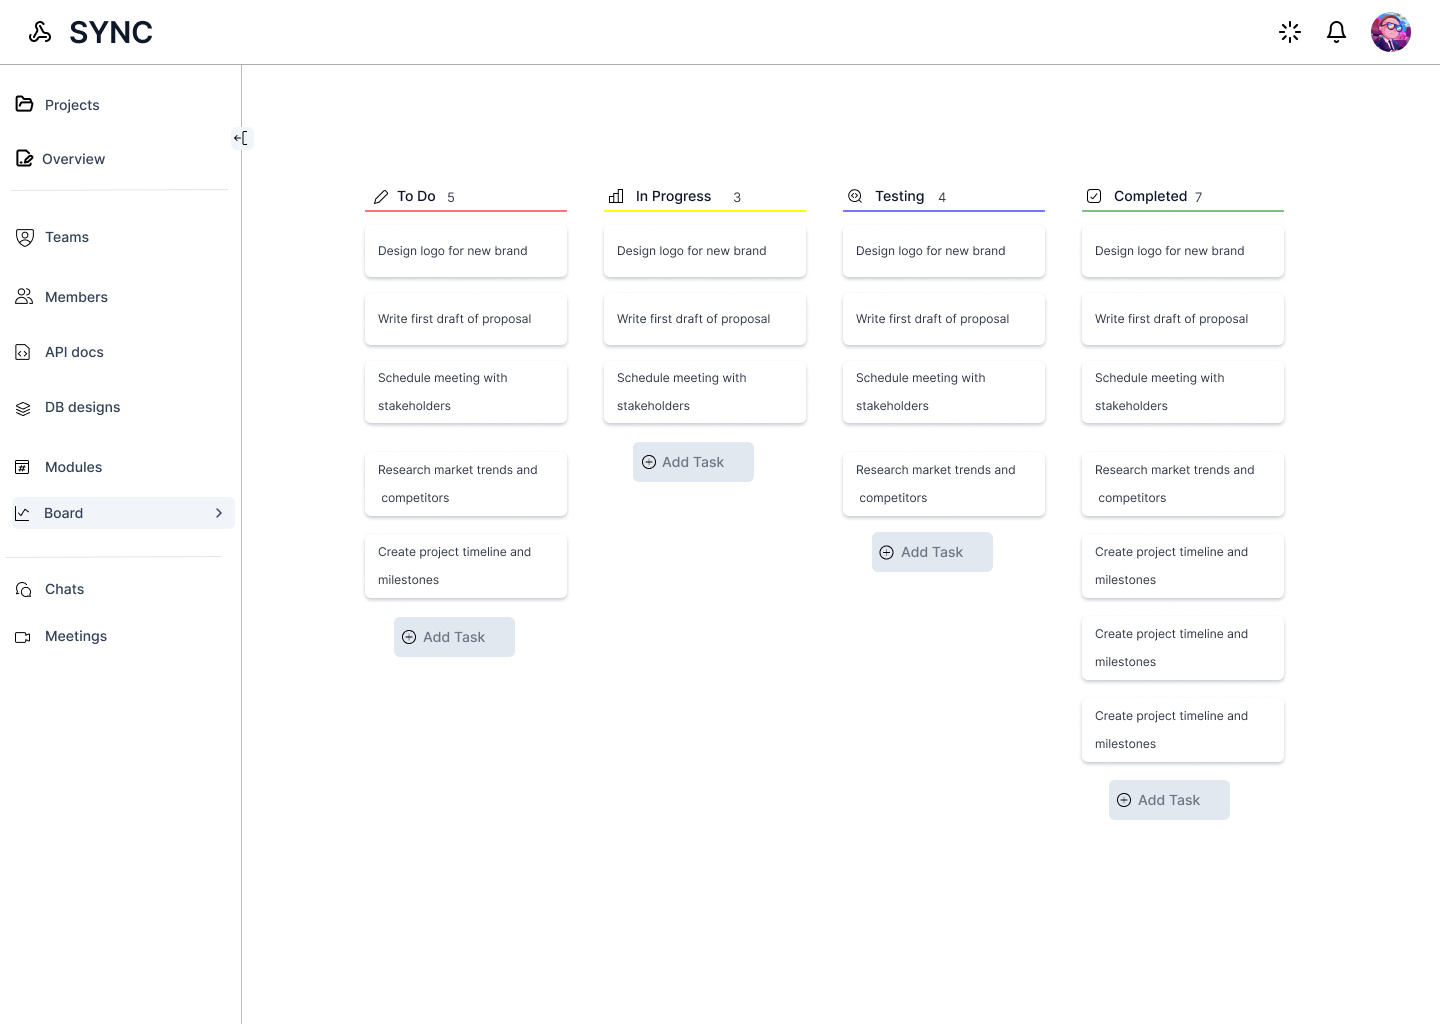 SYNC
Projects
Overview
Teams
Members
API docs
DB designs
Modules
Board
Chats
Meetings
To Do 5
Design logo for new brand
Write first draft of proposal
Schedule meeting with
stakeholders
Research market trends and
competitors
Create project timeline and
milestones
Add Task
In Progress 3
Design logo for new brand
Write first draft of proposal
Schedule meeting with
stakeholders
Add Task
Testing 4
Design logo for new brand
Write first draft of proposal
Schedule meeting with
stakeholders
Research market trends and
competitors
Add Task
Completed 7
Design logo for new brand
Write first draft of proposal
Schedule meeting with
stakeholders
Research market trends and
competitors
Create project timeline and
milestones
Create project timeline and
milestones
Create project timeline and
milestones
Add Task